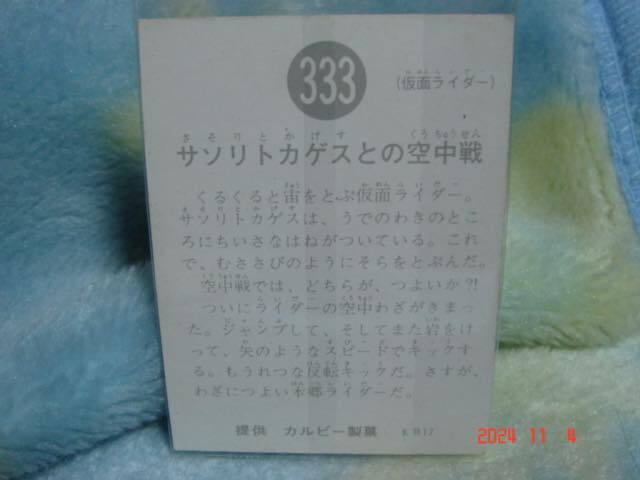 333
(仮面ライダー)
サソリトカゲスとの空中戦
くるくると宙をとぶ仮面ライダー。
サソリトカゲスは、うでのわきのとこ
ろにちいさなはねがついている。これ
で、むささびのようにそらをとぶんだ。
空中戦では、どちらが、つよいか?!
ついにライダーの空中わざがきまっ
た。ジャンプして、そしてまた岩をけ
って、矢のようなスピードでキックす
る。もうれつな反転キックだ。さすが、
わざにつよい本郷ライダーだ。
提供 カルビー製菓
2024 11 4